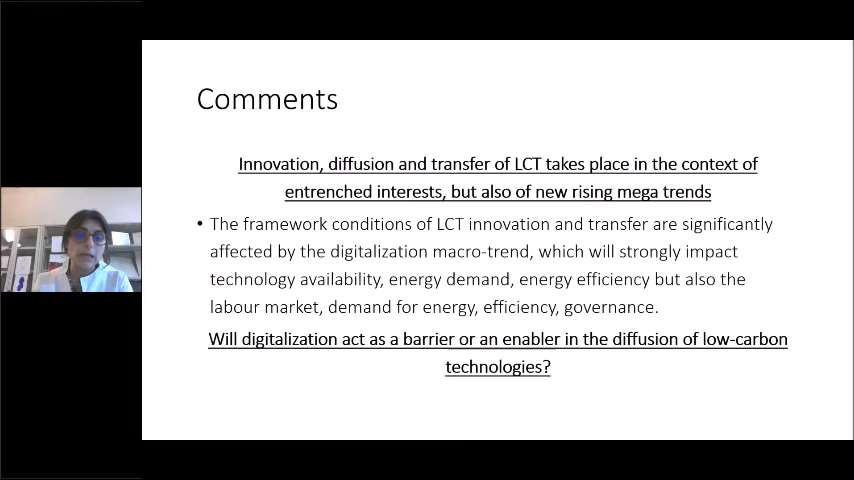 Comments
Innovation, diffusion and transfer of LCT takes place in the context of
entrenched interests, but also of new rising mega trends
• The framework conditions of LCT innovation and transfer are significantly
affected by the digitalization macro-trend, which will strongly impact
technology availability, energy demand, energy efficiency but also the
labour market, demand for energy, efficiency, governance.
Will digitalization act as a barrier or an enabler in the diffusion of low-carbon
technologies?